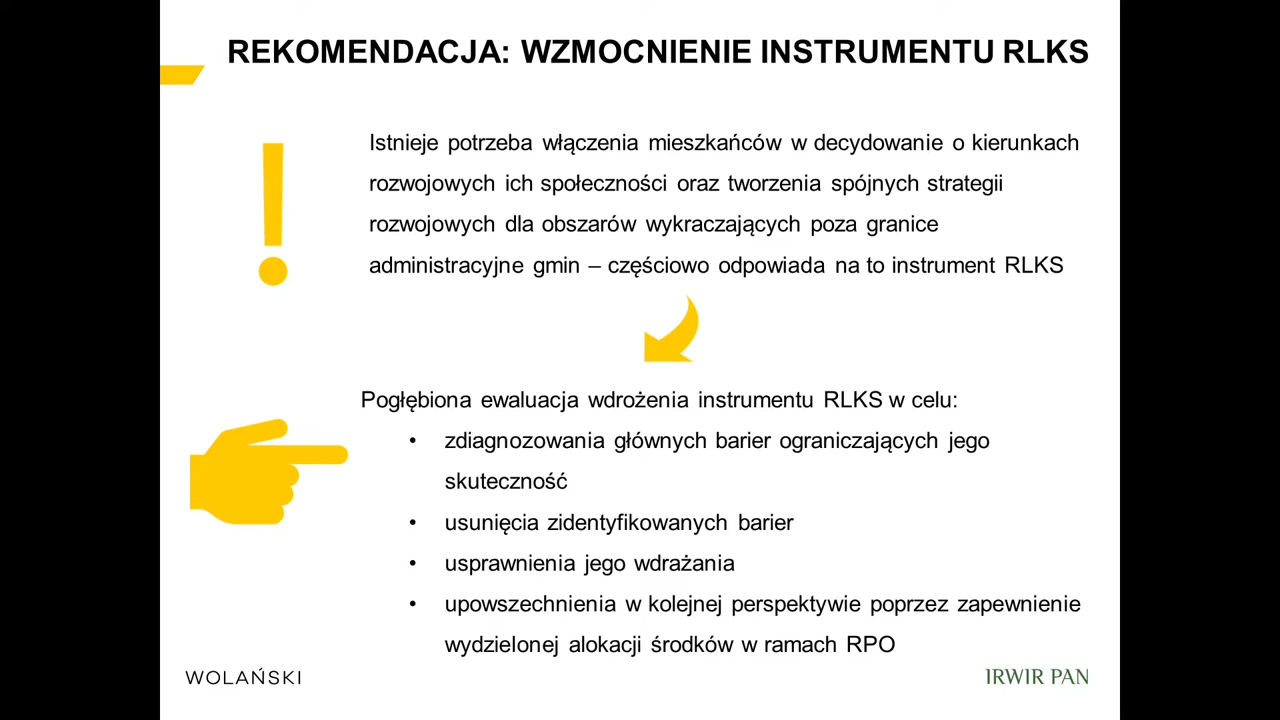 REKOMENDACJA: WZMOCNIENIE INSTRUMENTU RLKS
Istnieje potrzeba włączenia mieszkańców w decydowanie o kierunkach
rozwojowych ich społeczności oraz tworzenia spójnych strategii
rozwojowych dla obszarów wykraczających poza granice
administracyjne gmin – częściowo odpowiada na to instrument RLKS
Pogłębiona ewaluacja wdrożenia instrumentu RLKS w celu:
• zdiagnozowania głównych barier ograniczających jego
skuteczność
• usunięcia zidentyfikowanych barier
• usprawnienia jego wdrażania
• upowszechnienia w kolejnej perspektywie poprzez zapewnienie
wydzielonej alokacji środków w ramach RPO
WOLAŃSKI
IRWIR PAN